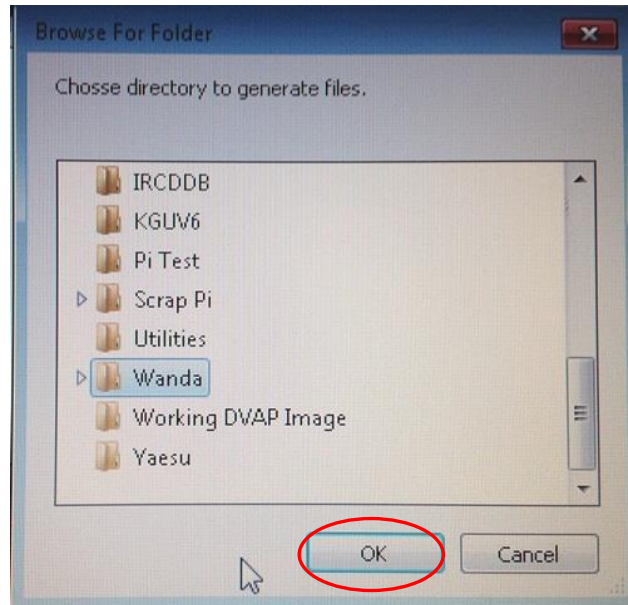 Browse For Folder
Chosse directory to generate files.
IRCDDB
KGUV6
Pi Test
Scrap Pi
Utilities
Wanda
Working DVAP Image
Yaesu
OK
Cancel